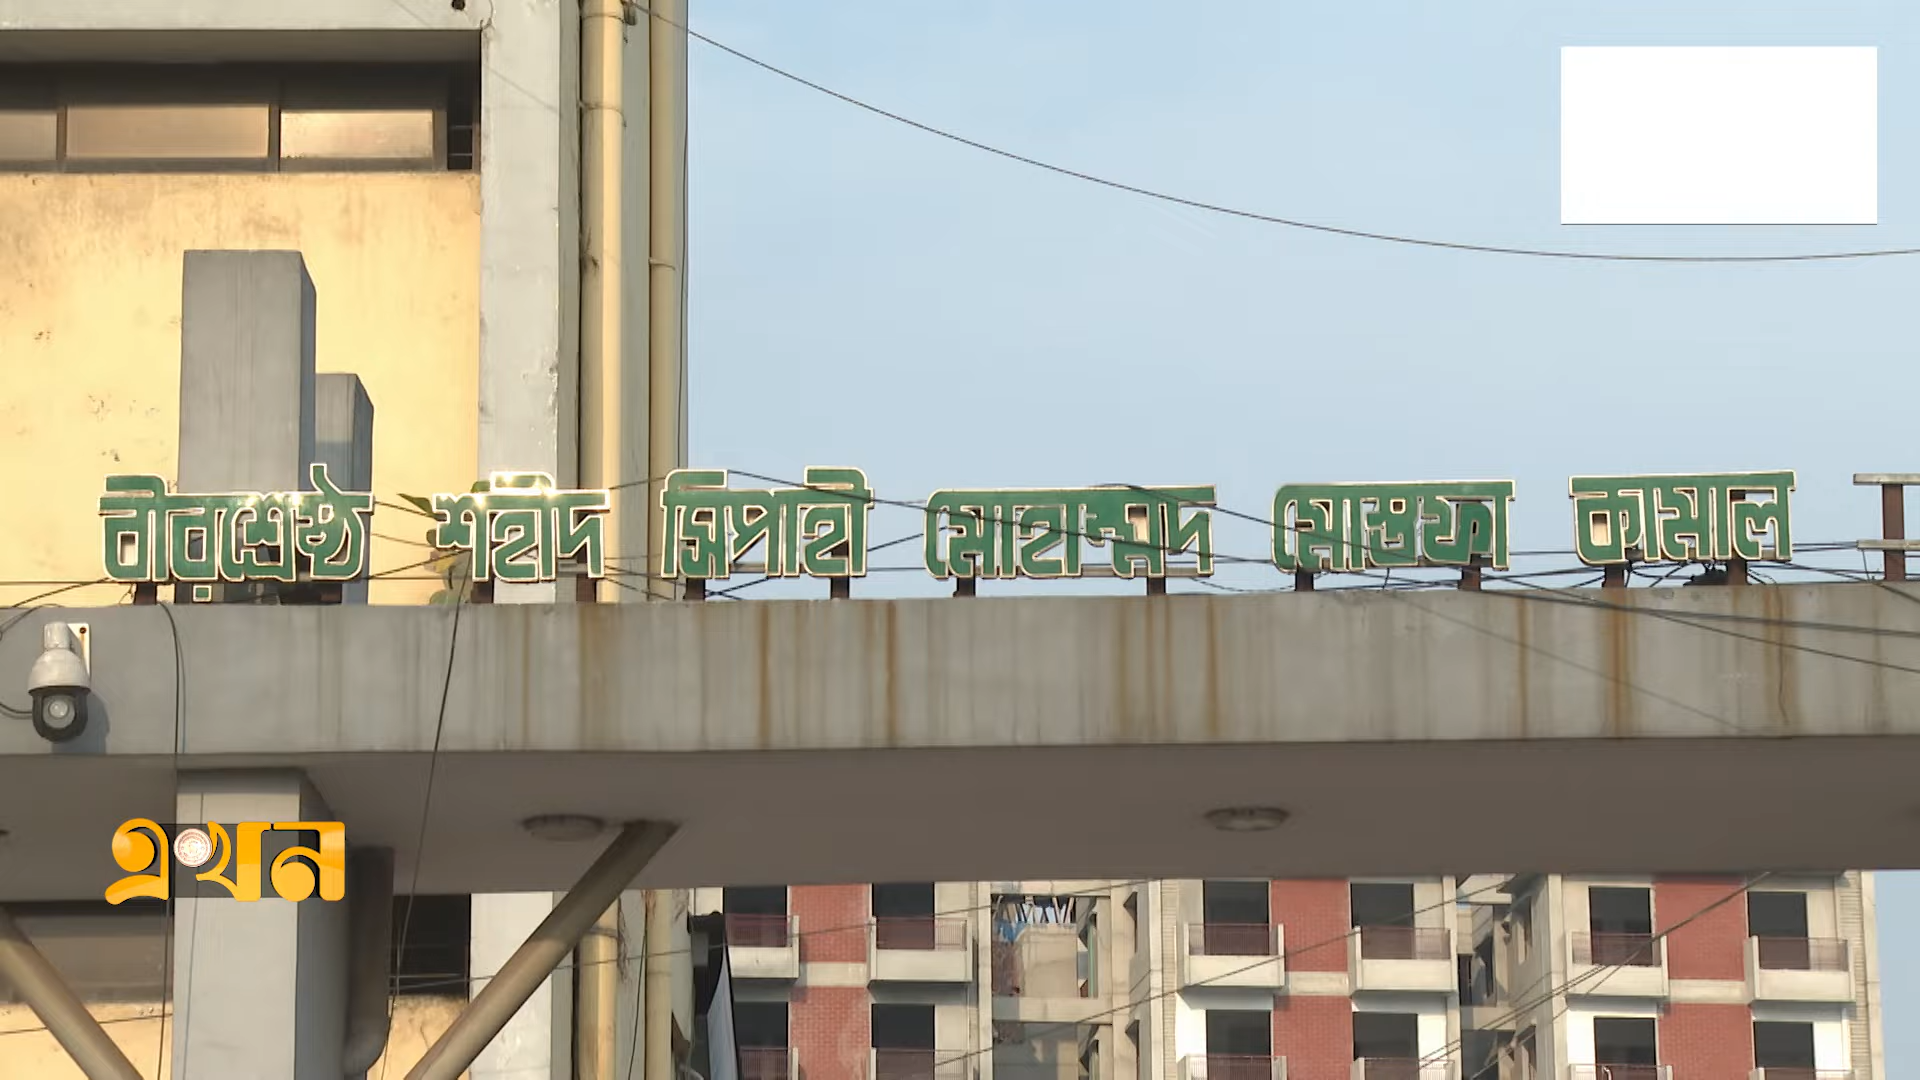 বীরশ্রেষ্ঠ শহীদ সিপাহী মোহাম্মদ মোস্তফা কামাল
এখন